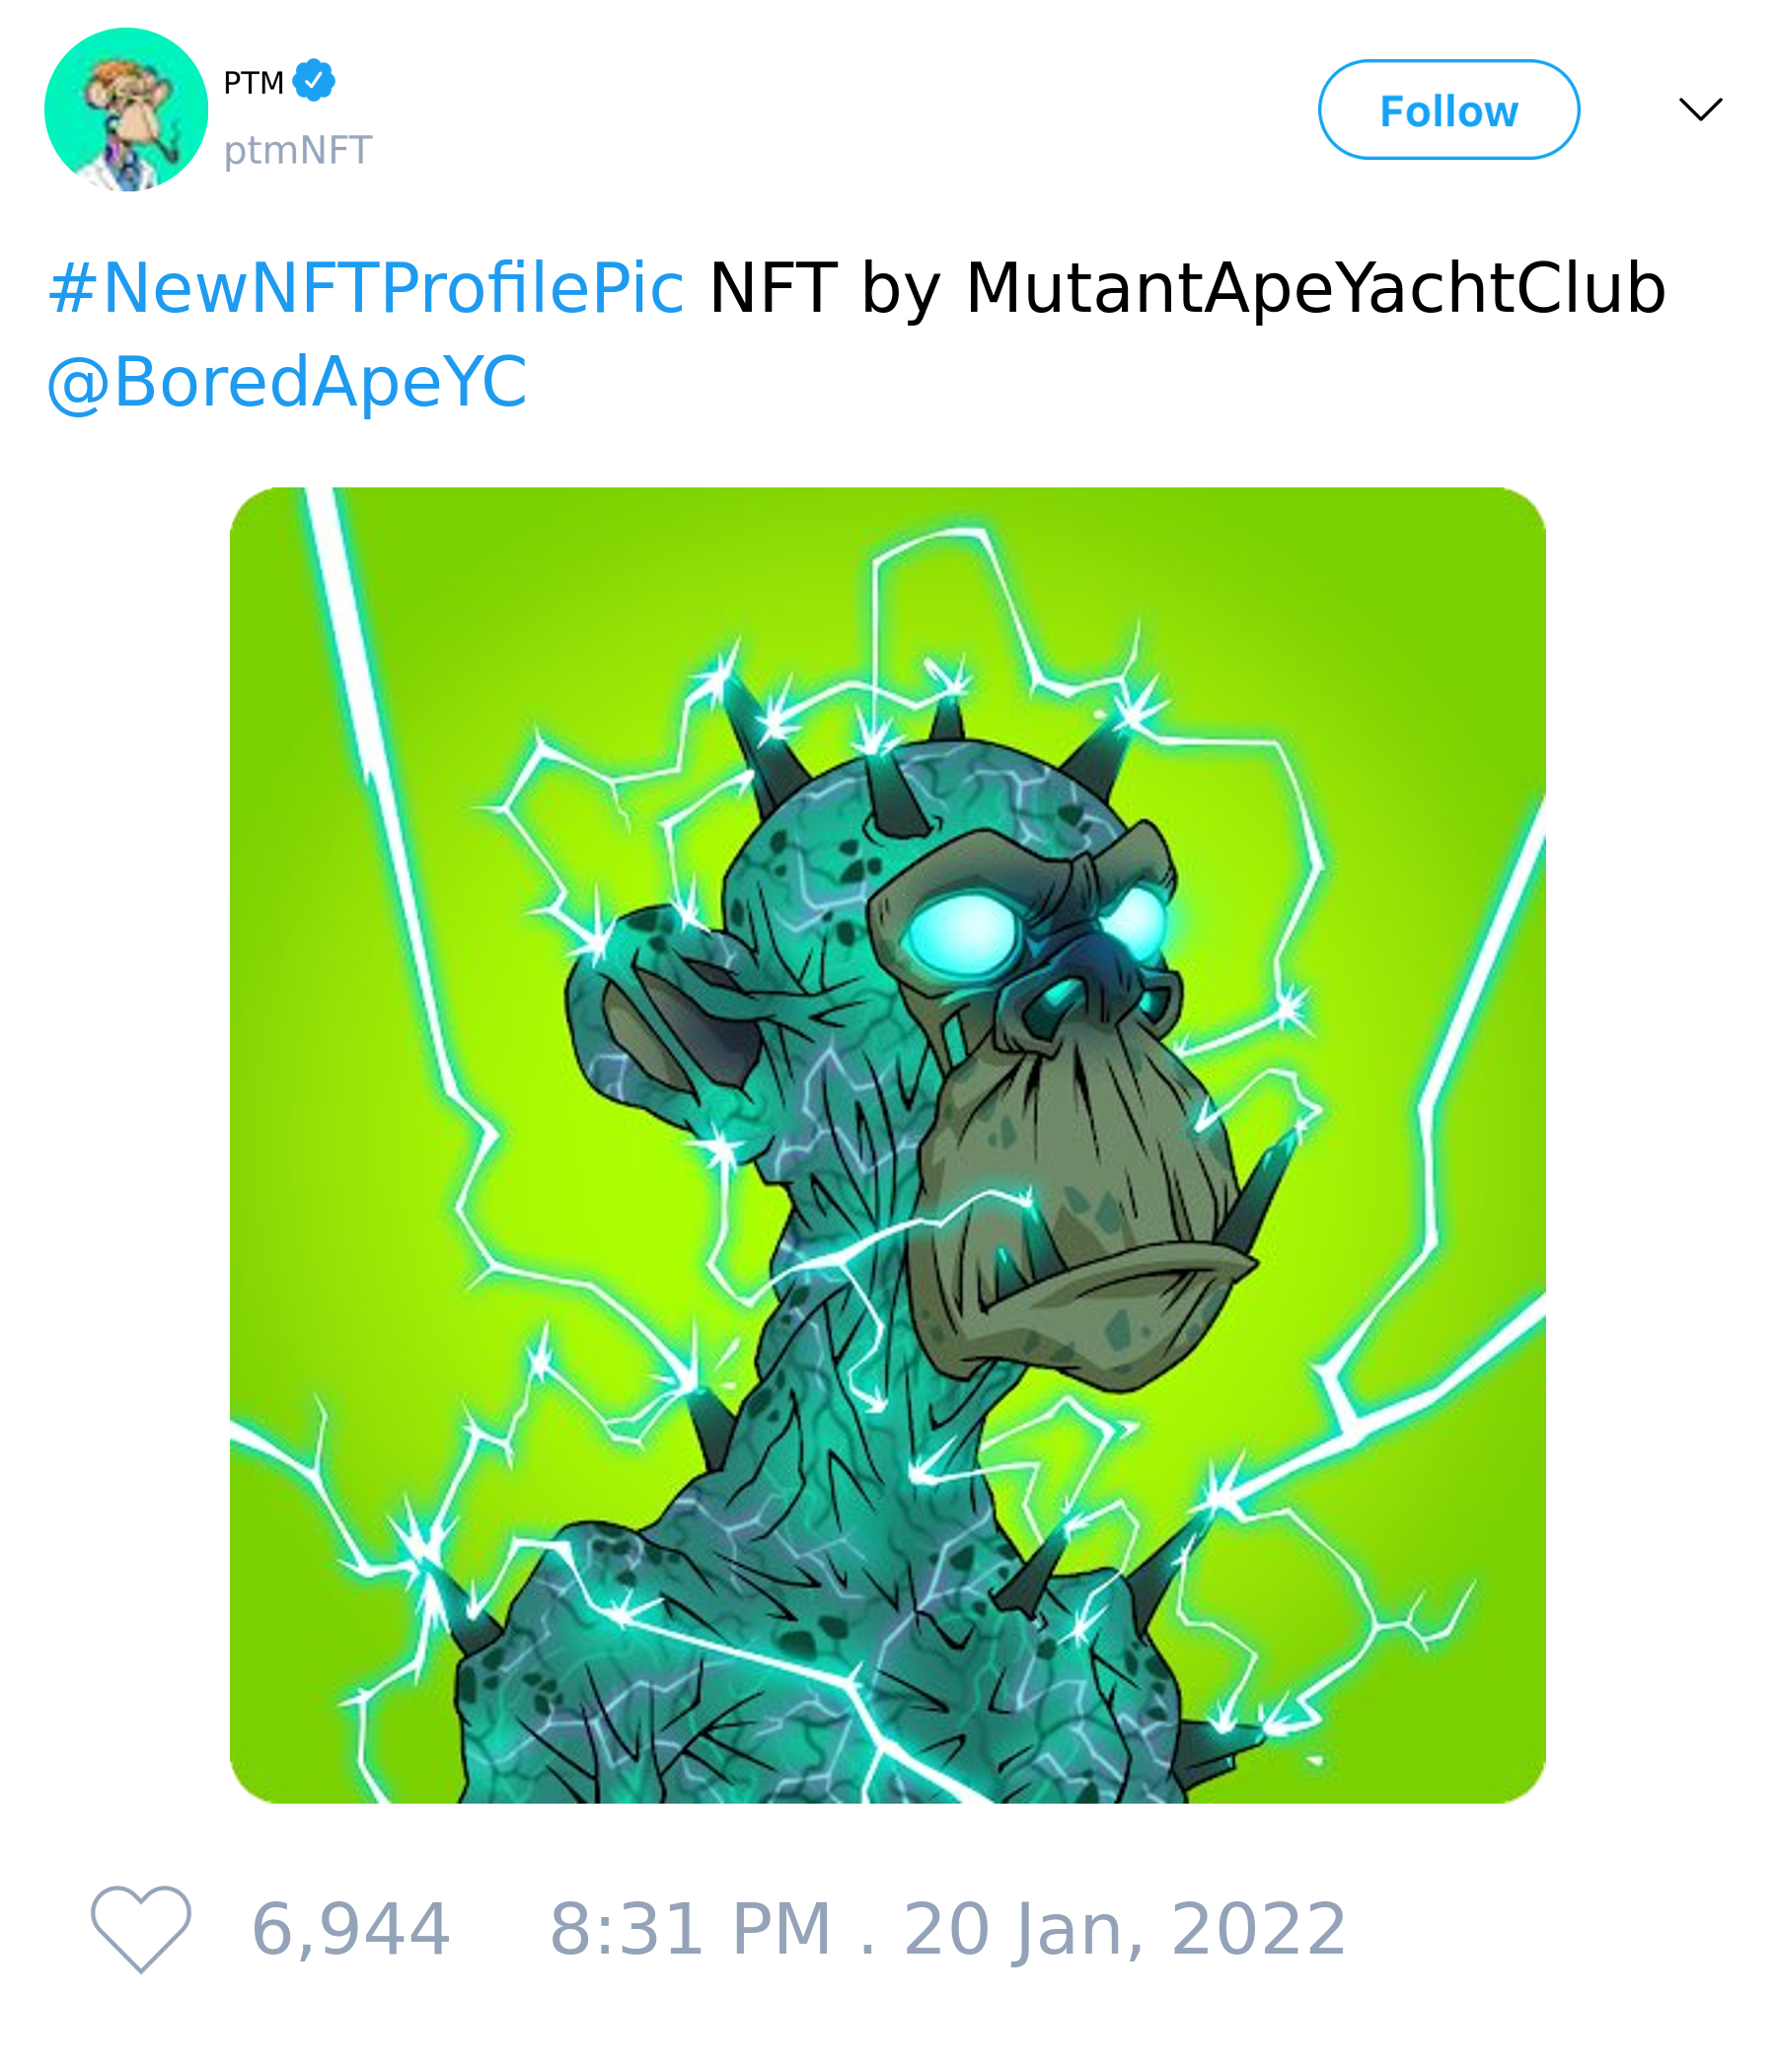 PTM
ptmNFT
Follow
#NewNFTProfilePic NFT by MutantApeYachtClub
@BoredApeYC
6,944 8:31 PM . 20 Jan, 2022